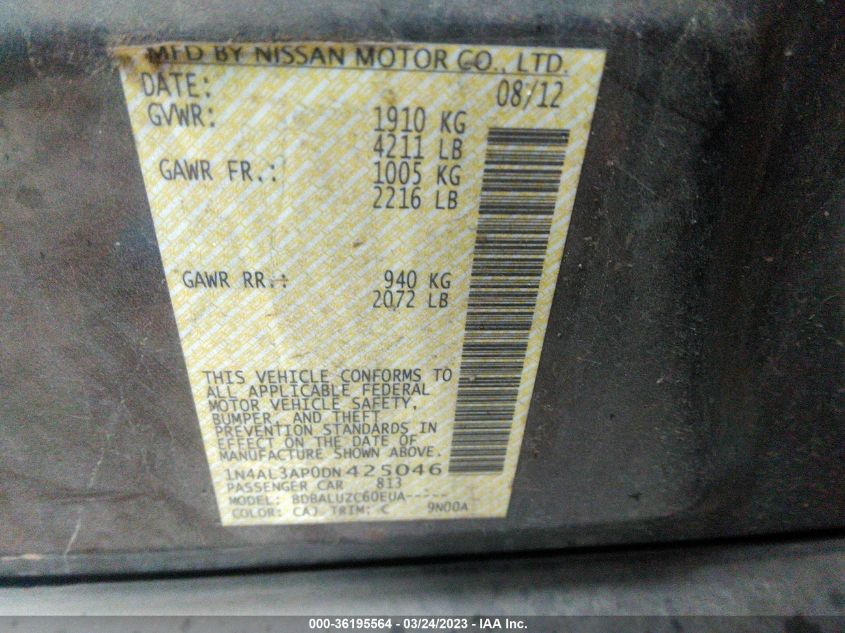 MFD BY NISSAN MOTOR CO., LTD.
DATE: 08/12
GVWR: 1910 KG
4211 LB
GAWR FR.: 1005 KG
2216 LB
GAWR RR.: 940 KG
2072 LB
THIS VEHICLE CONFORMS TO
ALL APPLICABLE FEDERAL
MOTOR VEHICLE SAFETY,
BUMPER, AND THEFT
PREVENTION STANDARDS IN
EFFECT ON THE DATE OF
MANUFACTURE SHOWN ABOVE.
1N4AL3AP0DN425046
PASSENGER CAR 813
MODEL: BDBALUZC60EUA-----
COLOR: CAJ TRIM: C 9N00A
000-36195564 - 03/24/2023 - IAA Inc.